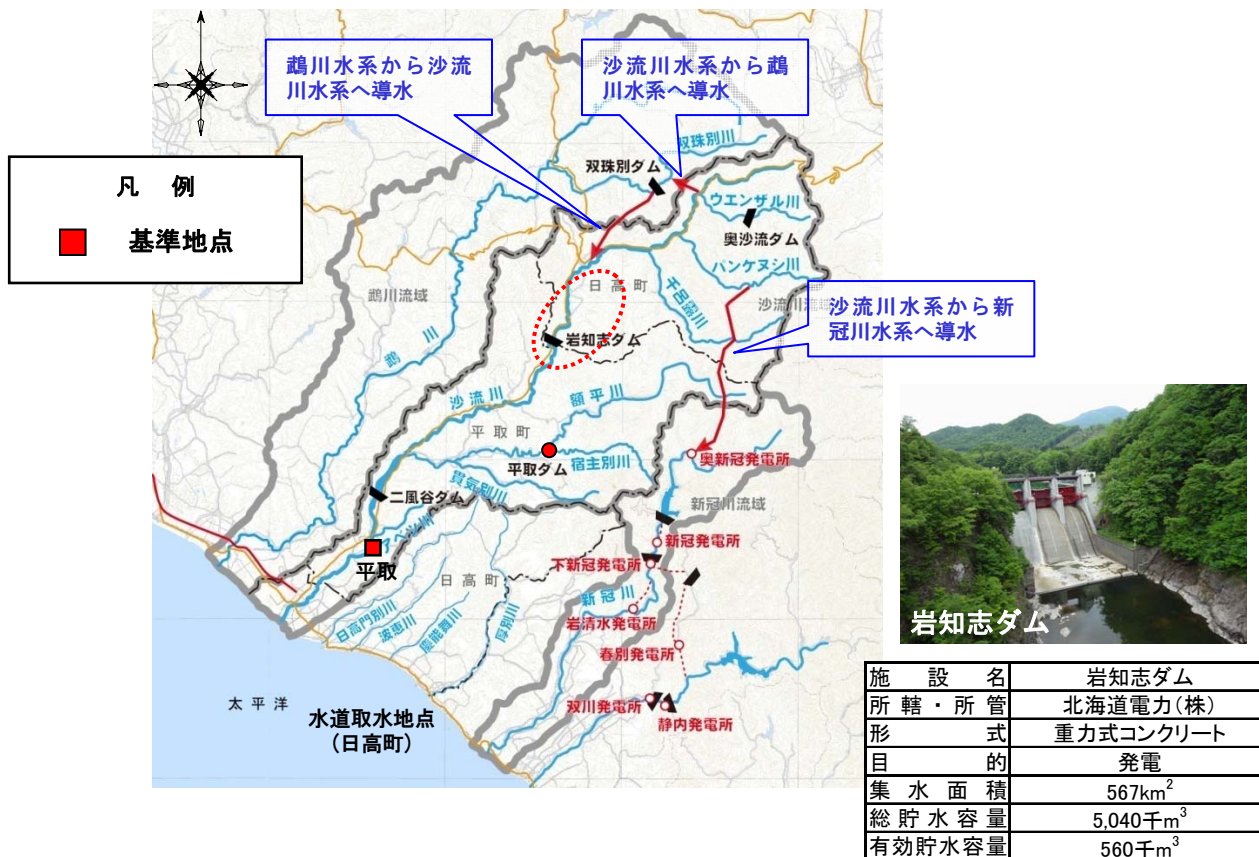 鵡川水系から沙流
川水系へ導水
沙流川水系から鵡
川水系へ導水
凡 例
基準地点
双珠別川
双珠別ダム
ウエンザル川
奥沙流ダム
パンケヌシ川
日高町
千呂露川
沙流川流域
鵡川流域
沙流川水系から新
冠川水系へ導水
岩知志ダム
鵡川
沙流川
額平川
平取町
平取ダム
宿主別川
奥新冠発電所
貫気別川
二風谷ダム
新冠川流域
新冠発電所
平取
下新冠発電所
日高町
新冠川
岩清水発電所
日高門別川
波恵川
慶能舞川
厚別川
春別発電所
太平洋
水道取水地点
(日高町)
双川発電所
静内発電所
岩知志ダム
施設名 岩知志ダム
所轄・所管 北海道電力(株)
形式 重力式コンクリート
目的 発電
集水面積 567km²
総貯水容量 5,040千m³
有効貯水容量 560千m³